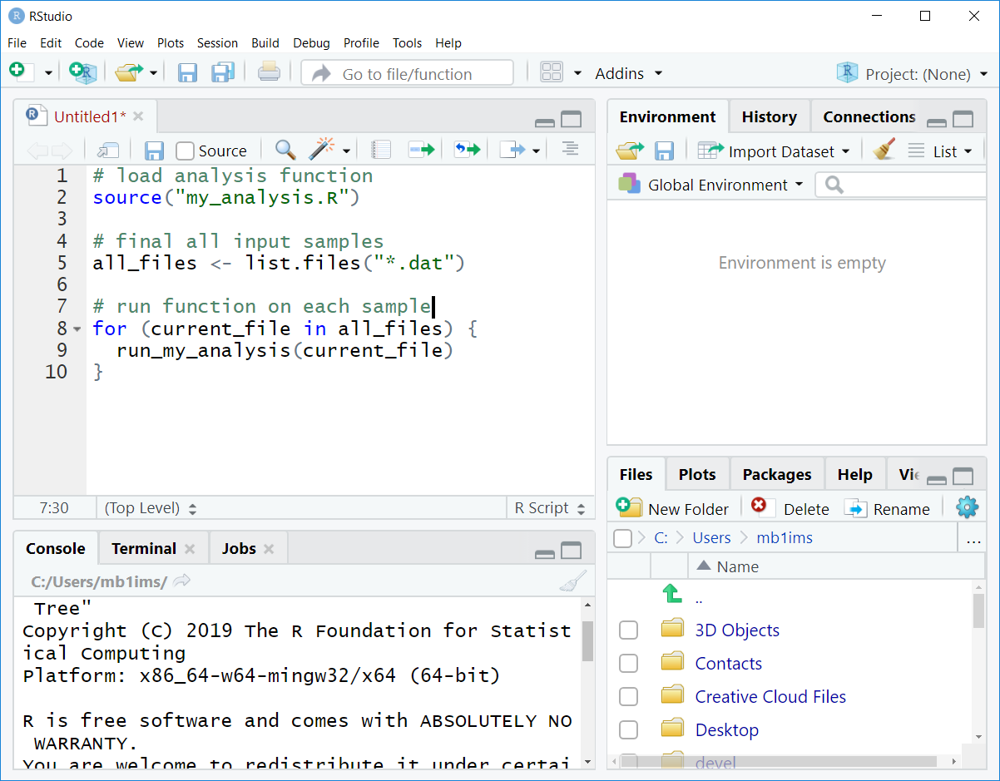 RStudio
File Edit Code View Plots Session Build Debug Profile Tools Help
Go to file/function Addins Project: (None)
Untitled1*
Source
1 # load analysis function
2 source("my_analysis.R")
3
4 # final all input samples
5 all_files <- list.files("*.dat")
6
7 # run function on each sample
8 for (current_file in all_files) {
9 run_my_analysis(current_file)
10 }
7:30 (Top Level) R Script
Console Terminal Jobs
C:/Users/mb1ims/
Tree"
Copyright (C) 2019 The R Foundation for Statist
ical Computing
Platform: x86_64-w64-mingw32/x64 (64-bit)
R is free software and comes with ABSOLUTELY NO
WARRANTY.
You are welcome to redistribute it under certai
Environment History Connections
Import Dataset List
Global Environment
Environment is empty
Files Plots Packages Help Vie
New Folder Delete Rename
C: Users mb1ims ...
Name
..
3D Objects
Contacts
Creative Cloud Files
Desktop
devel